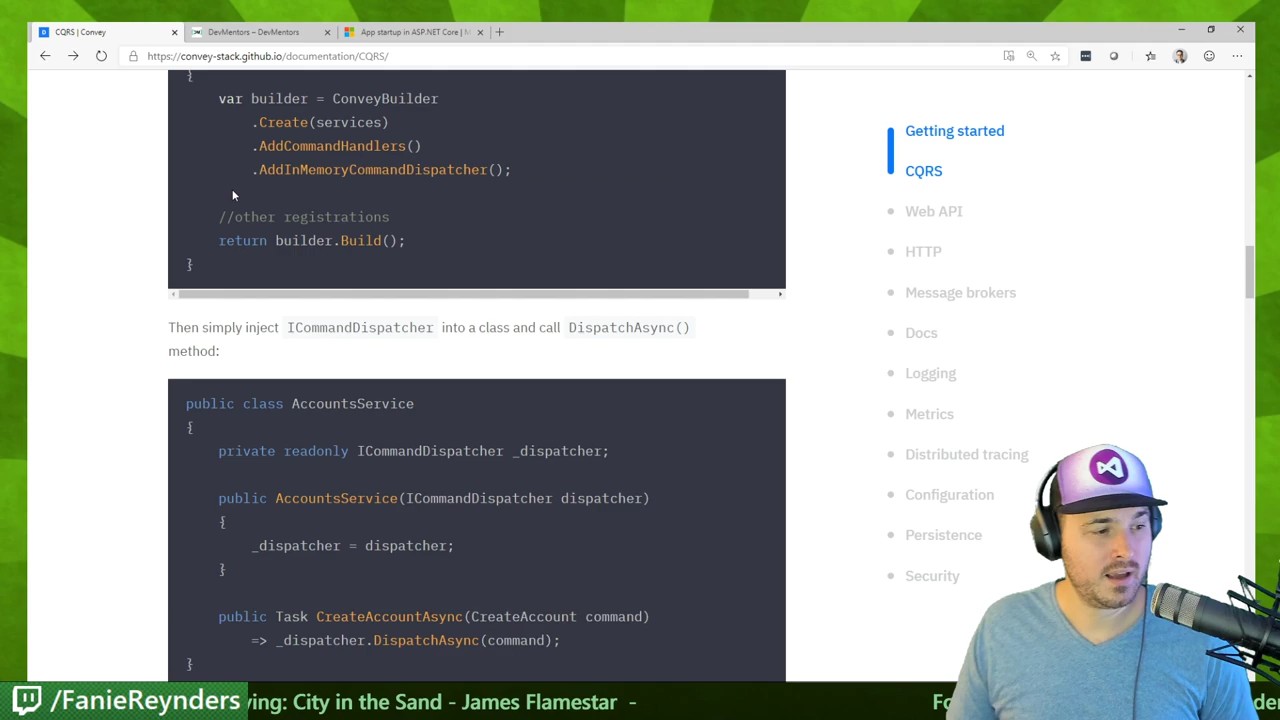 CQRS | Convey
DevMentors – DevMentors
App startup in ASP.NET Core | M
https://convey-stack.github.io/documentation/CQRS/
{
var builder = ConveyBuilder
.Create(services)
.AddCommandHandlers()
.AddInMemoryCommandDispatcher();
//other registrations
return builder.Build();
}
Then simply inject ICommandDispatcher into a class and call DispatchAsync()
method:
public class AccountsService
{
private readonly ICommandDispatcher _dispatcher;
public AccountsService(ICommandDispatcher dispatcher)
{
_dispatcher = dispatcher;
}
public Task CreateAccountAsync(CreateAccount command)
=> _dispatcher.DispatchAsync(command);
}
Getting started
CQRS
Web API
HTTP
Message brokers
Docs
Logging
Metrics
Distributed tracing
Configuration
Persistence
Security
/FanieReynders ying: City in the Sand - James Flamestar -